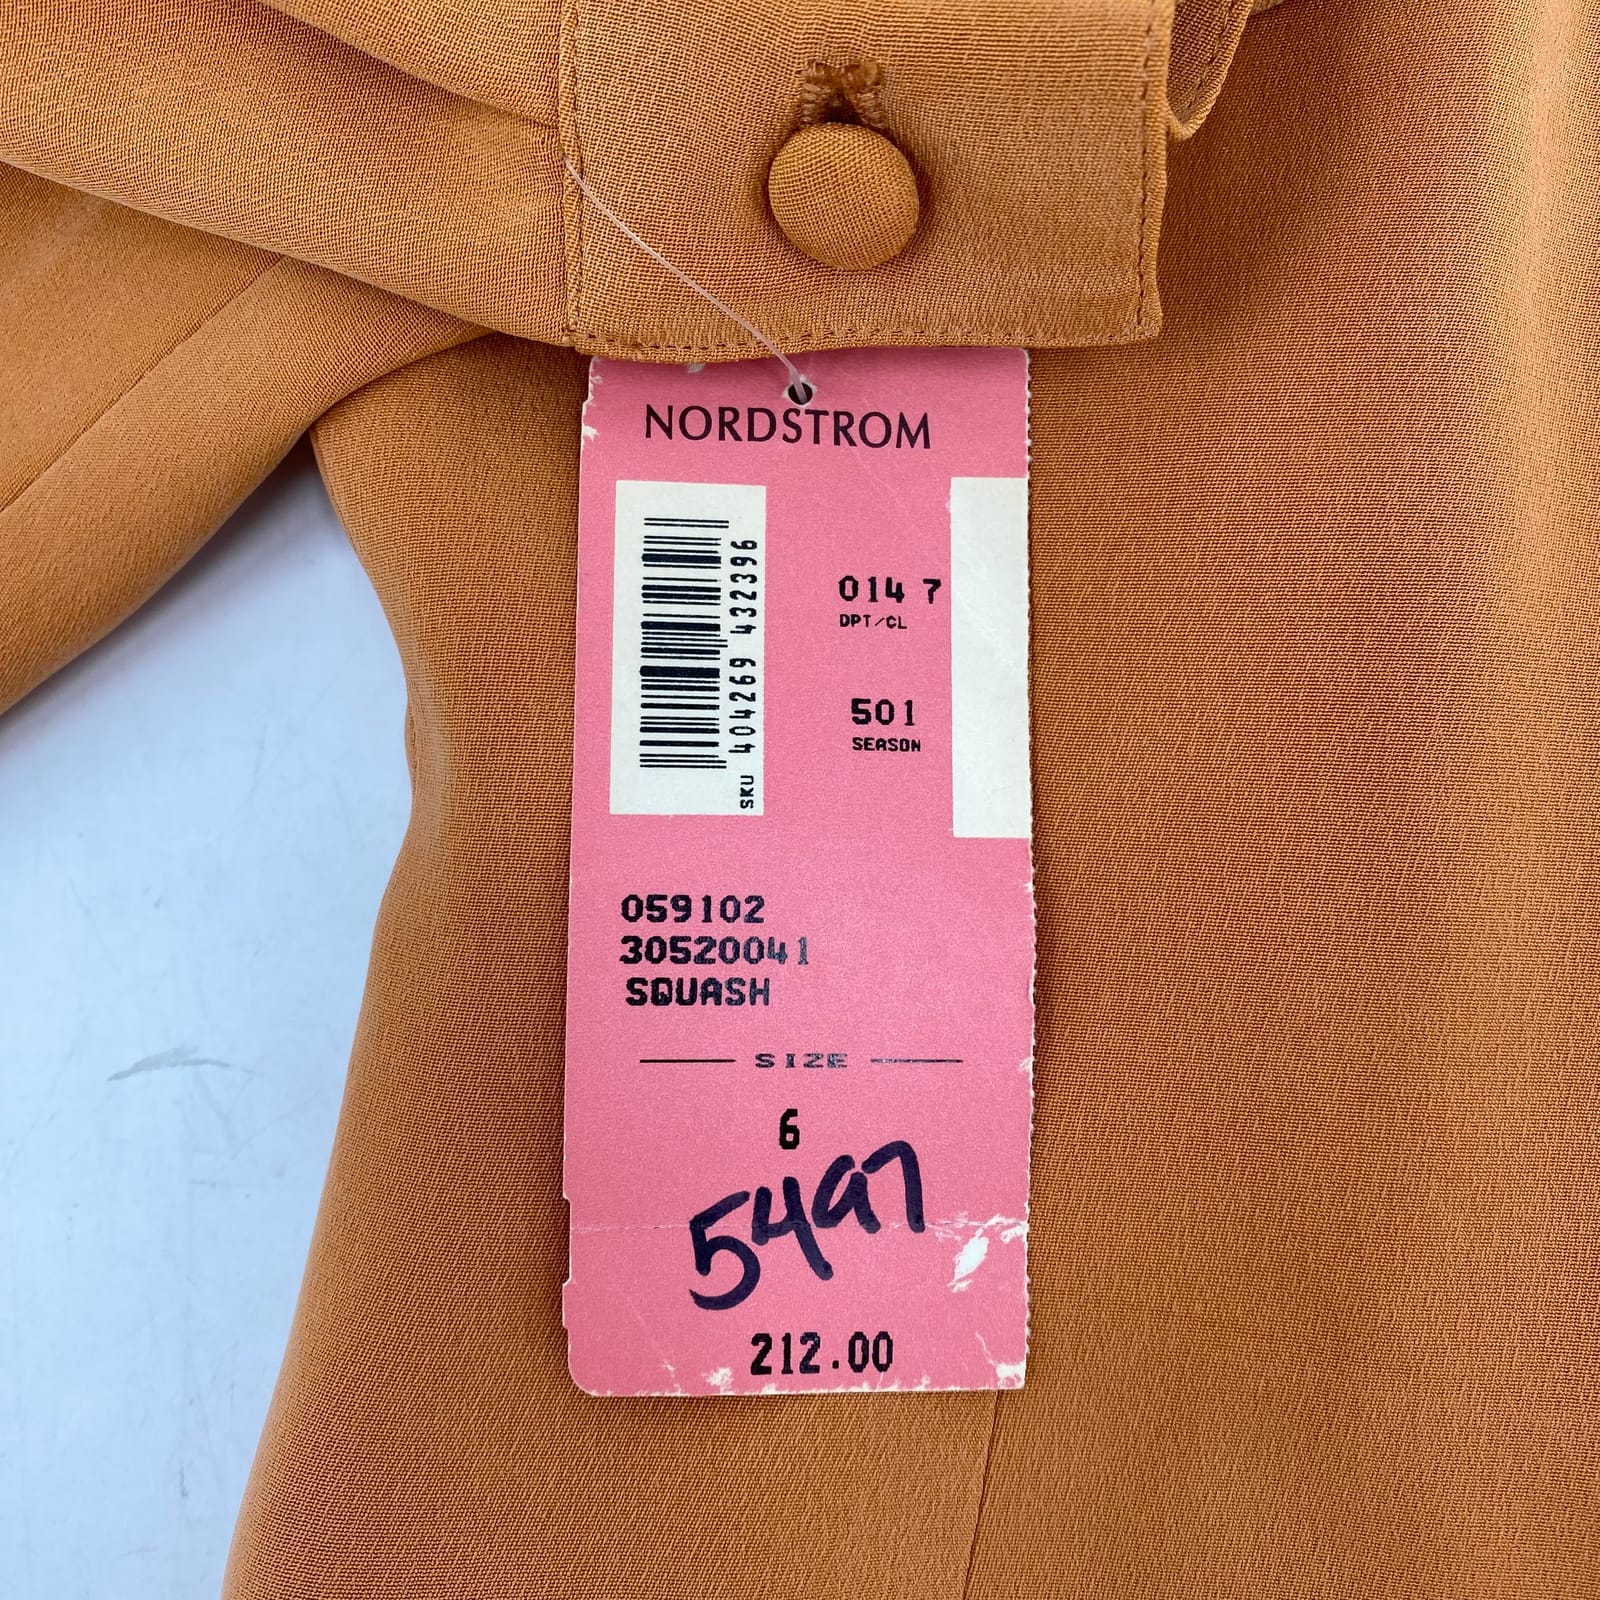 NORDSTROM
SKU 404269 432396
014 7
DPT/CL
501
SEASON
059102
30520041
SQUASH
SIZE
6
5497
212.00